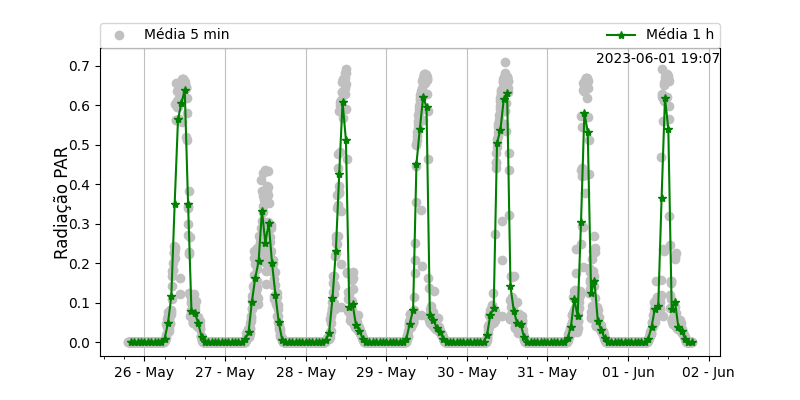 Média 5 min
Média 1 h
2023-06-01 19:07
Radiação PAR
0.7
0.6
0.5
0.4
0.3
0.2
0.1
0.0
26 - May
27 - May
28 - May
29 - May
30 - May
31 - May
01 - Jun
02 - Jun